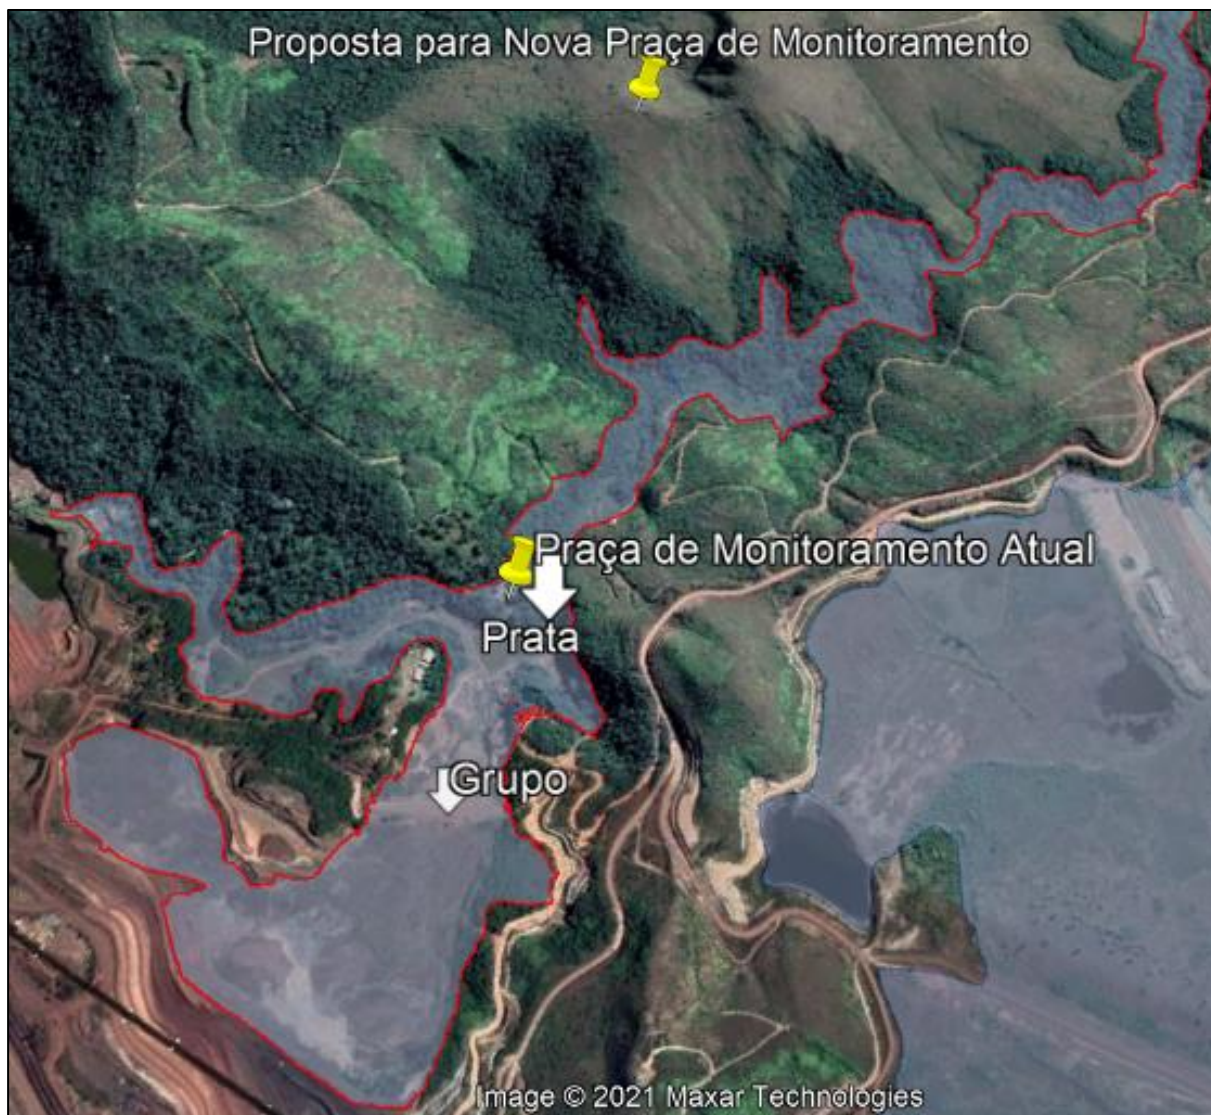 Proposta para Nova Praça de Monitoramento
Praça de Monitoramento Atual
Prata
Grupo
Image © 2021 Maxar Technologies